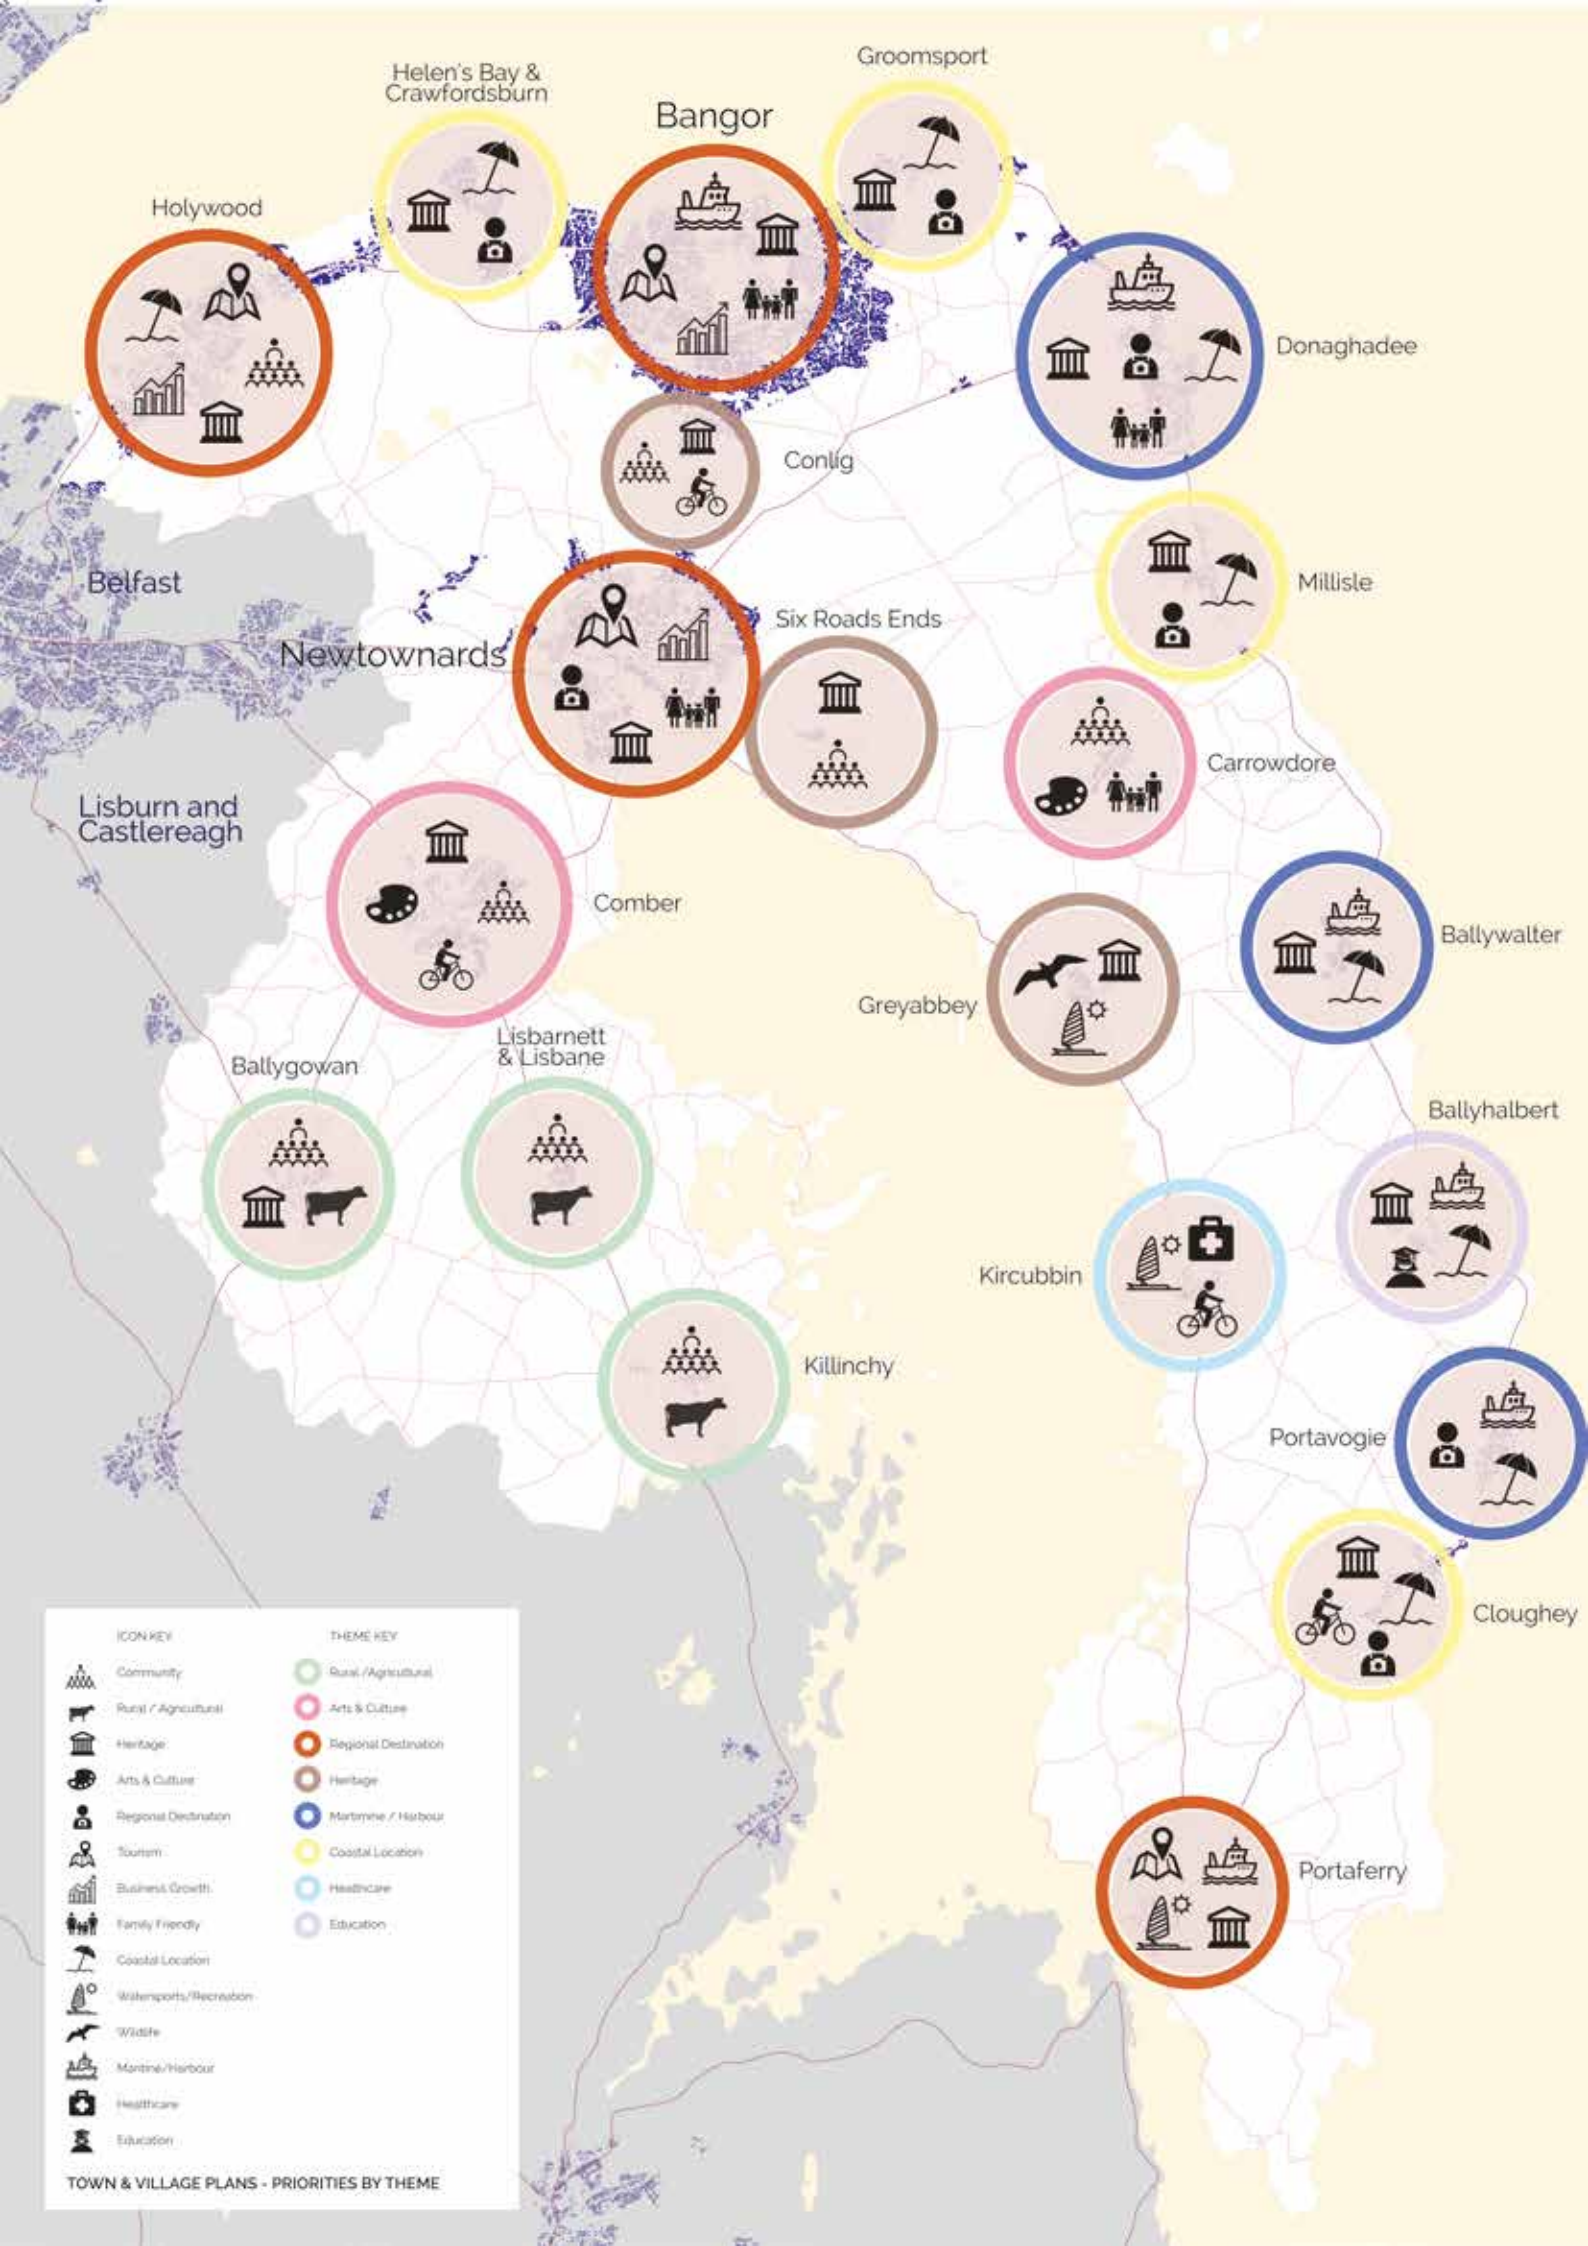 Groomsport
Helen's Bay &
Crawfordsburn
Bangor
Holywood
Donaghadee
Conlig
Millisle
Belfast
Six Roads Ends
Newtownards
Carrowdore
Lisburn and
Castlereagh
Comber
Ballywalter
Greyabbey
Lisbarnett
& Lisbane
Ballygowan
Ballyhalbert
Kircubbin
Killinchy
Portavogie
Cloughey
Portaferry
ICON KEY
Community
Rural / Agricultural
Heritage
Arts & Culture
Regional Destination
Tourism
Business Growth
Family Friendly
Coastal Location
Watersports/Recreation
Wildlife
Maritime/Harbour
Healthcare
Education
THEME KEY
Rural /Agricultural
Arts & Culture
Regional Destination
Heritage
Martimine / Harbour
Coastal Location
Healthcare
Education
TOWN & VILLAGE PLANS - PRIORITIES BY THEME